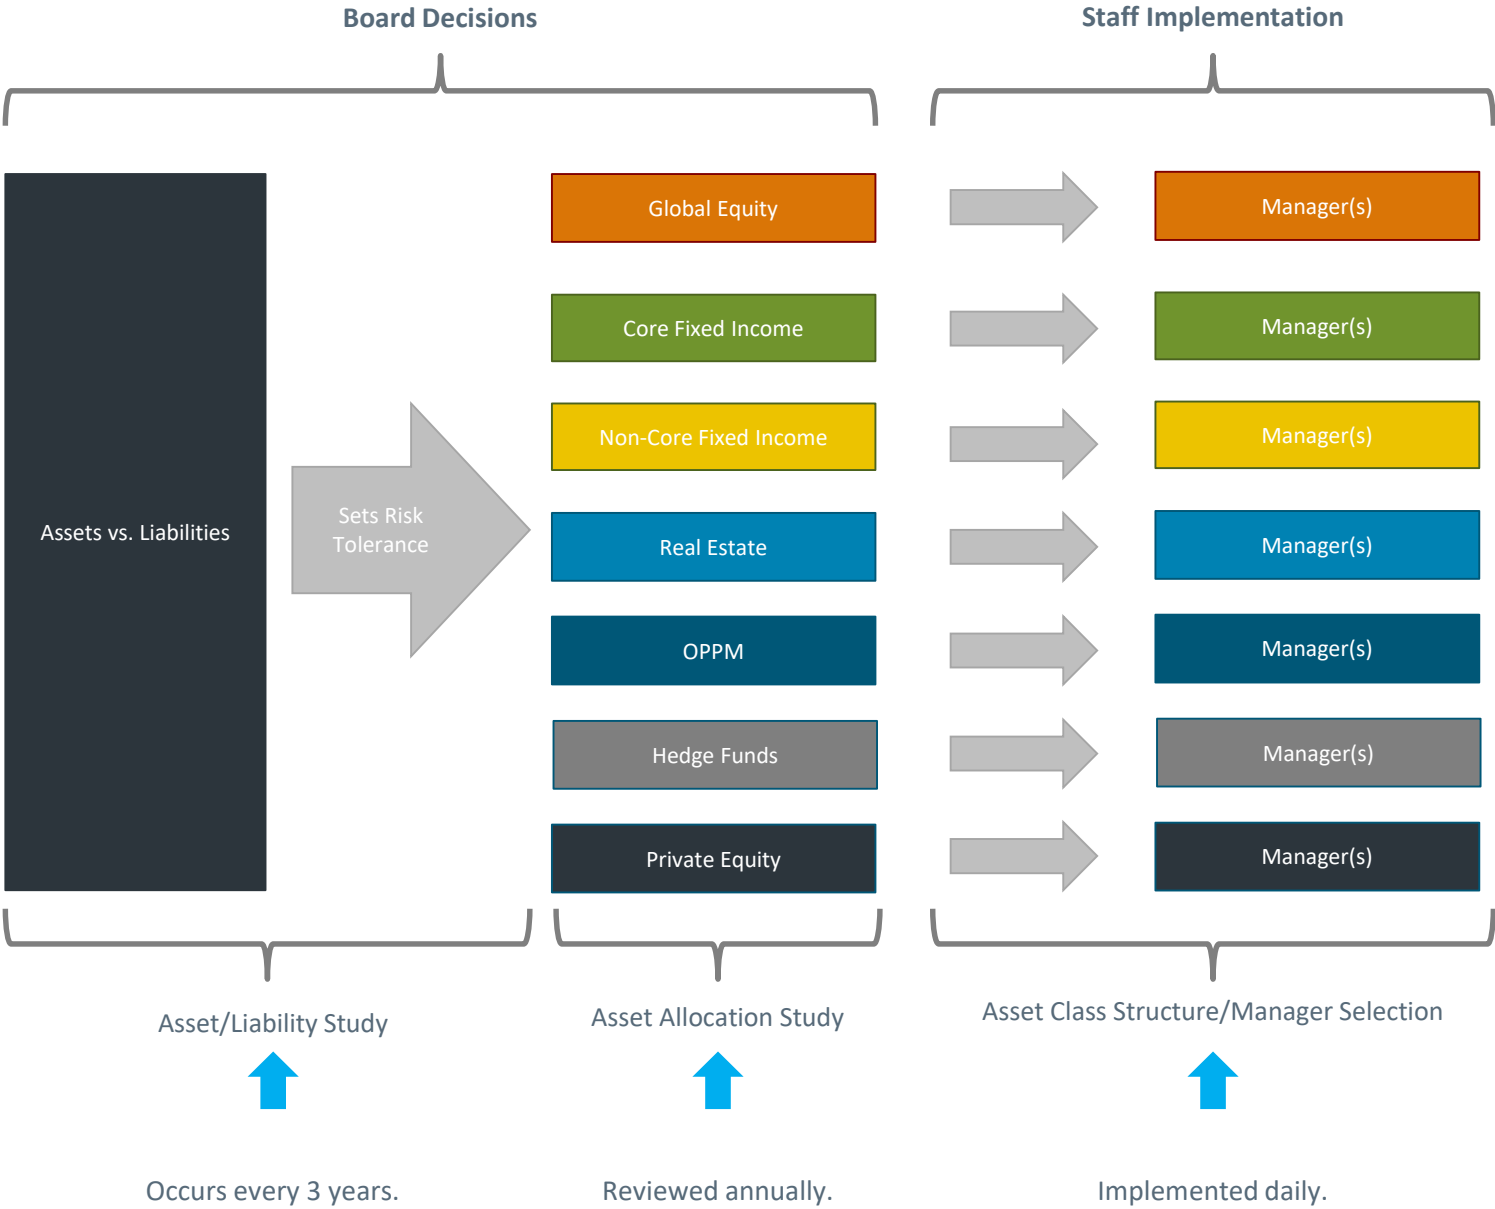 Board Decisions
Staff Implementation
Assets vs. Liabilities
Sets Risk
Tolerance
Global Equity
Manager(s)
Core Fixed Income
Manager(s)
Non-Core Fixed Income
Manager(s)
Real Estate
Manager(s)
OPPM
Manager(s)
Hedge Funds
Manager(s)
Private Equity
Manager(s)
Asset/Liability Study
Asset Allocation Study
Asset Class Structure/Manager Selection
Occurs every 3 years.
Reviewed annually.
Implemented daily.